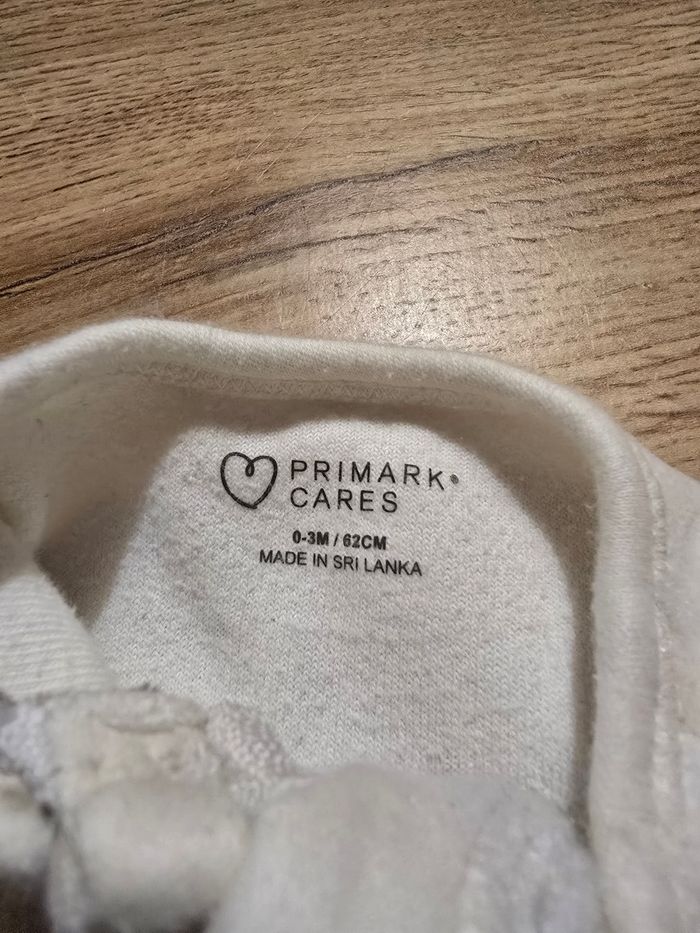 PRIMARK®
CARES
0-3M / 62CM
MADE IN SRI LANKA